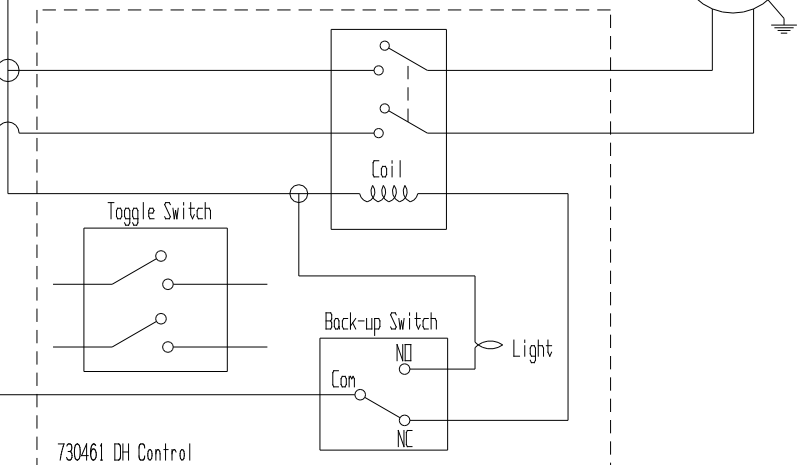 Coil
Toggle Switch
Back-up Switch
NO
Light
Com
NC
730461 DH Control